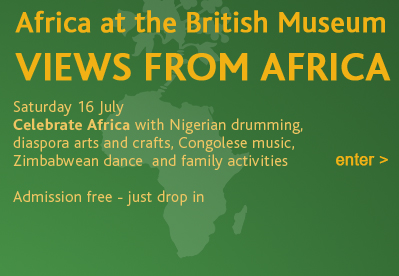 Africa at the British Museum
VIEWS FROM AFRICA
Saturday 16 July
Celebrate Africa with Nigerian drumming,
diaspora arts and crafts, Congolese music,
Zimbabwean dance and family activities
enter >
Admission free - just drop in